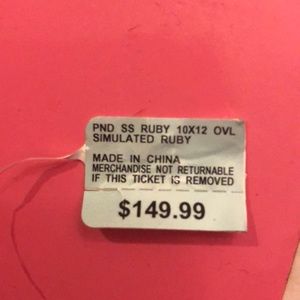 PND SS RUBY 10X12 OVL
SIMULATED RUBY
MADE IN CHINA
MERCHANDISE NOT RETURNABLE
IF THIS TICKET IS REMOVED
$149.99